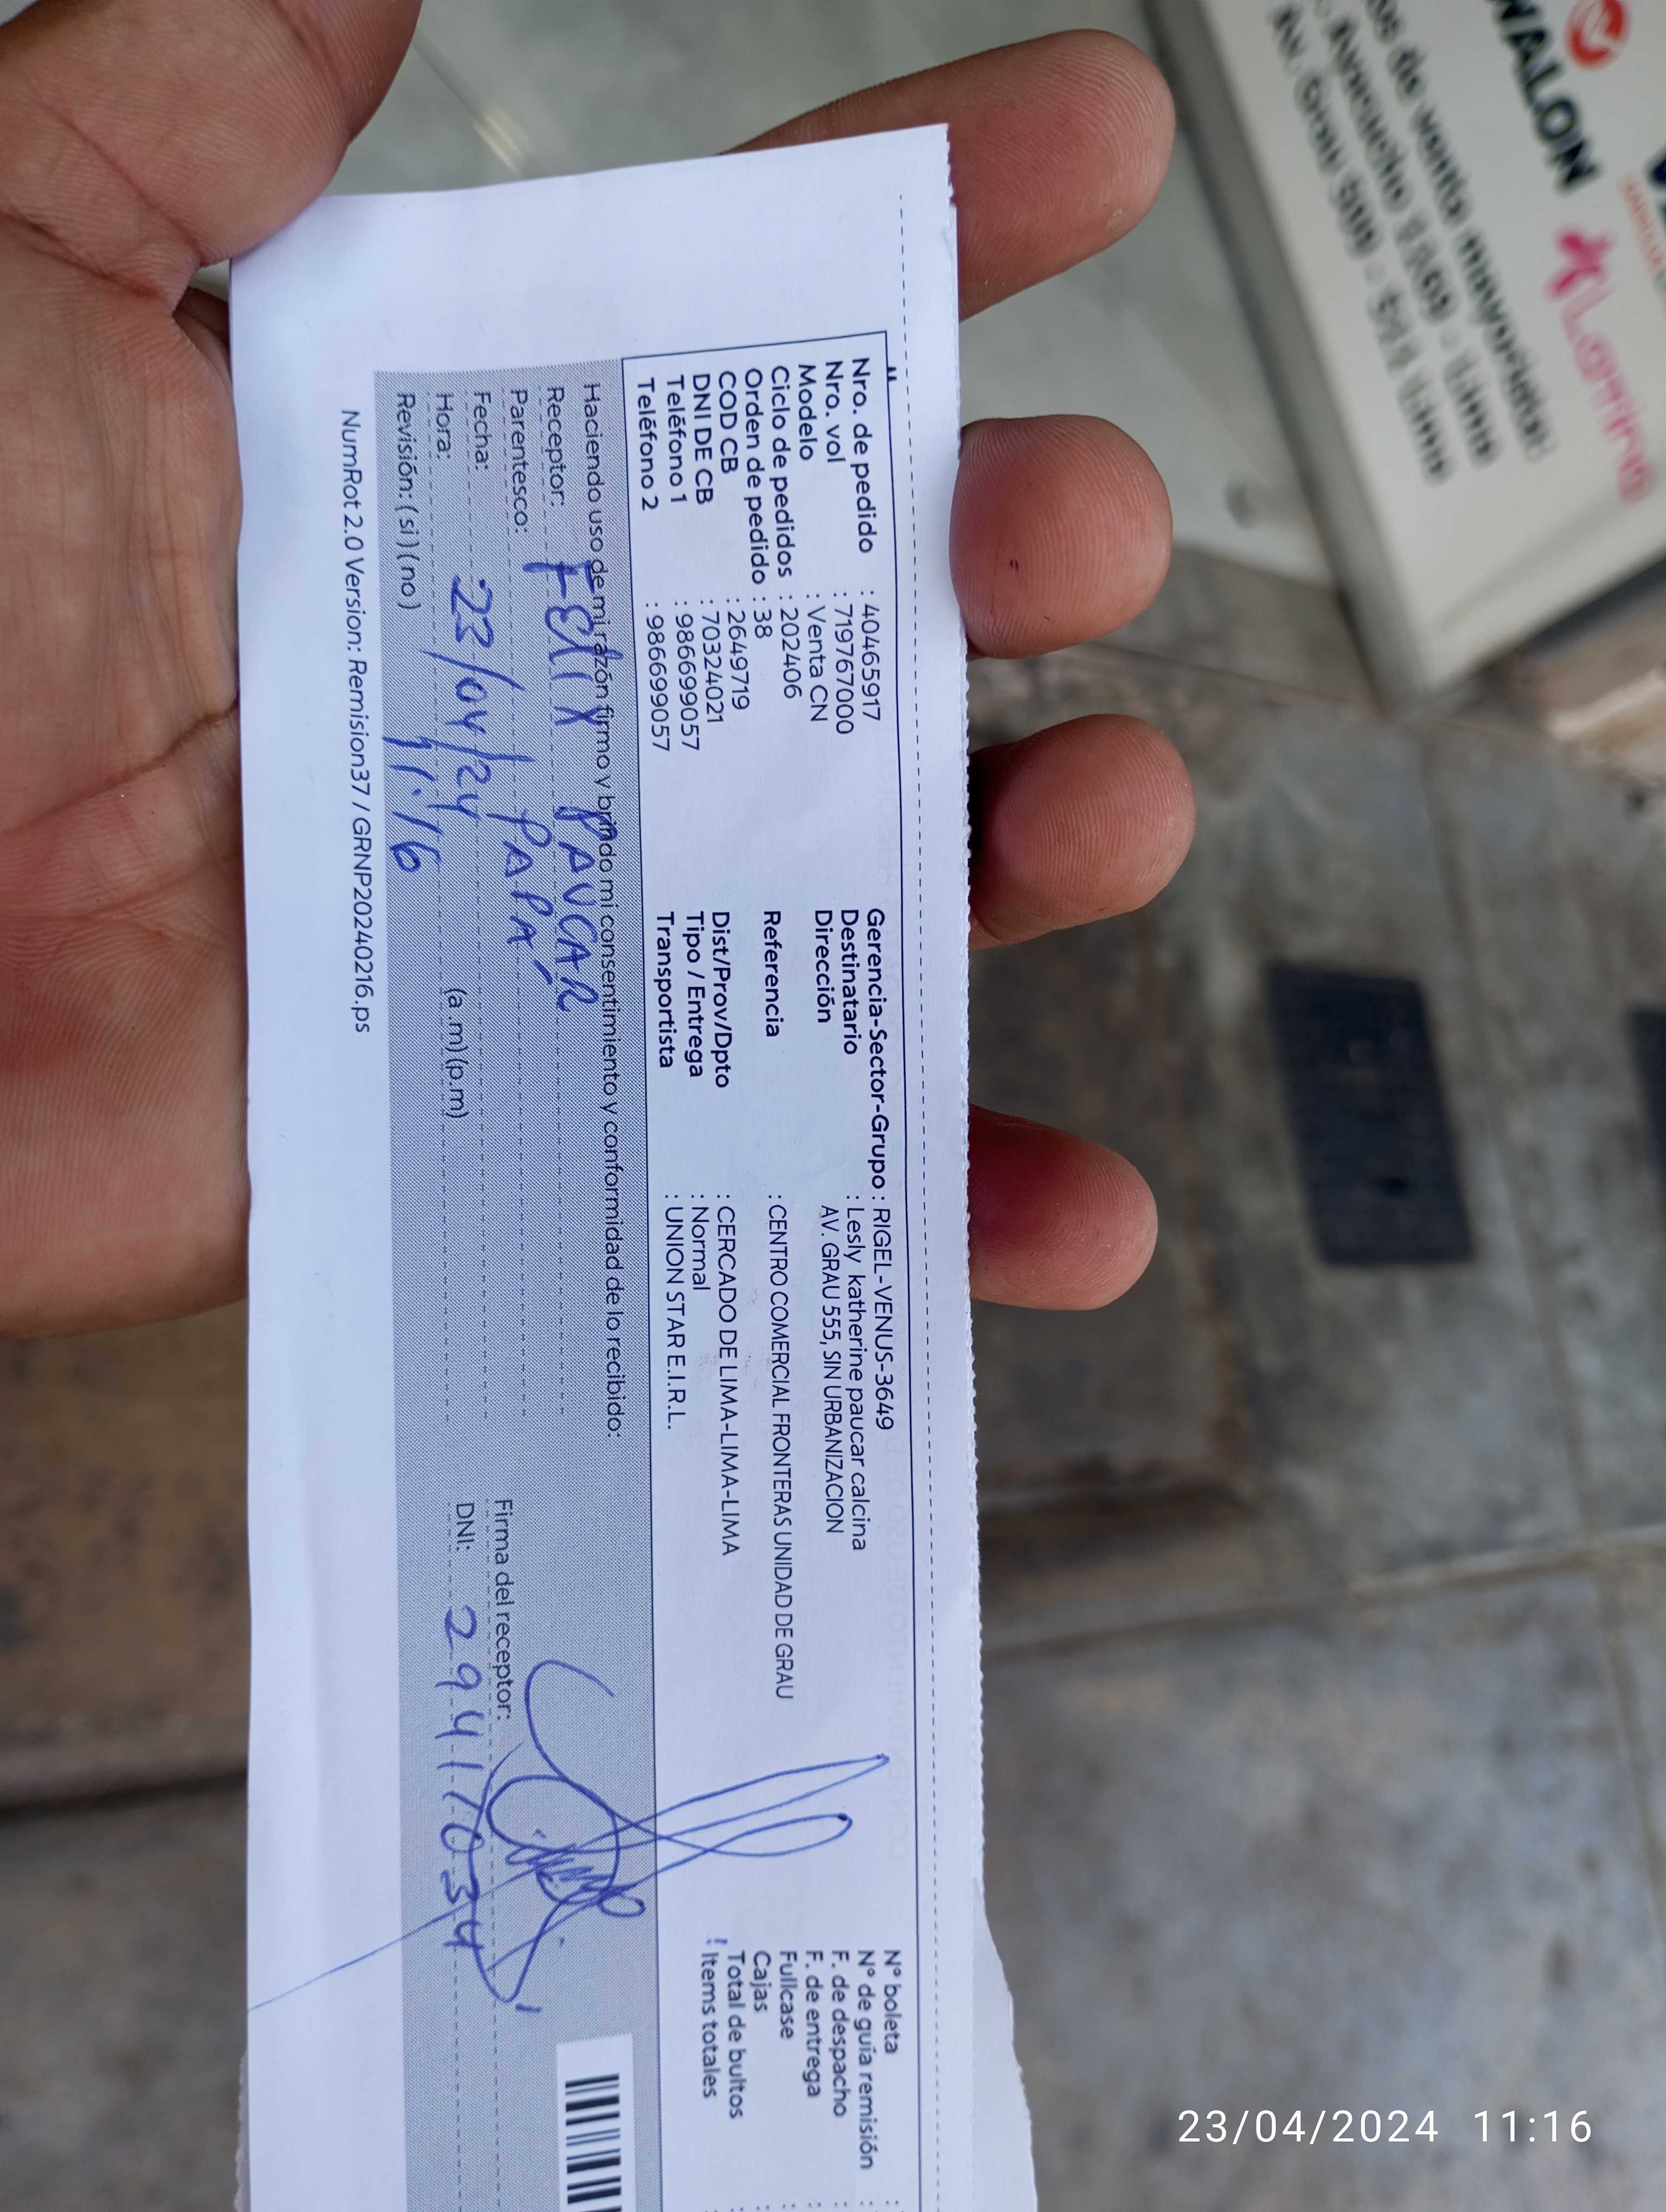 Nro. de pedido : 40465917
Nro. vol : 719767000
Modelo : Venta CN
Ciclo de pedidos : 202406
Orden de pedido : 38
COD CB : 2649719
DNI DE CB : 70324021
Teléfono 1 : 986699057
Teléfono 2 : 986699057
Gerencia-Sector-Grupo : RIGEL-VENUS-3649
Destinatario : Lesly katherine paucar calcina
Dirección AV. GRAU 555, SIN URBANIZACION
Referencia : CENTRO COMERCIAL FRONTERAS UNIDAD DE GRAU
Dist/Prov/Dpto : CERCADO DE LIMA-LIMA-LIMA
Tipo / Entrega : Normal
Transportista : UNION STAR E.I.R.L.
N° boleta :
N° de guía remisión :
F. de despacho :
F. de entrega :
Fullcase :
Cajas :
Total de bultos :
Items totales :
Haciendo uso de mi razón firmo y brindo mi consentimiento y conformidad de lo recibido:
Receptor: FELIX PAUCAR
Parentesco: PAPA
Fecha: 23/04/24
Hora: 11:16 (a.m) (p.m)
Revisión: (si) (no)
Firma del receptor:
DNI: 29411034
NumRot 2.0 Version: Remision37 / GRNP20240216.ps
WALON
23/04/2024 11:16